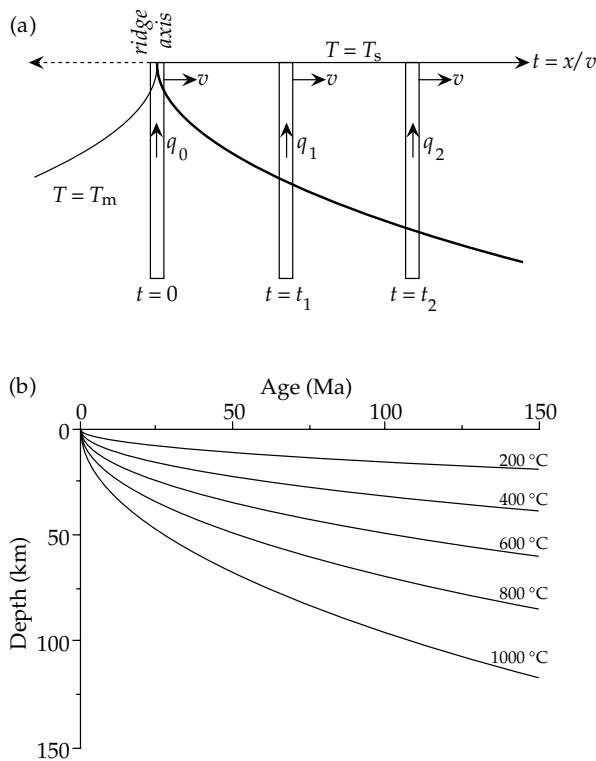 (a)
ridge
axis
T = Ts
t = x/v
v
v
v
q0
q1
q2
T = Tm
t = 0
t = t1
t = t2
(b)
Age (Ma)
0
50
100
150
0
200 °C
400 °C
50
600 °C
800 °C
100
1000 °C
150
Depth (km)